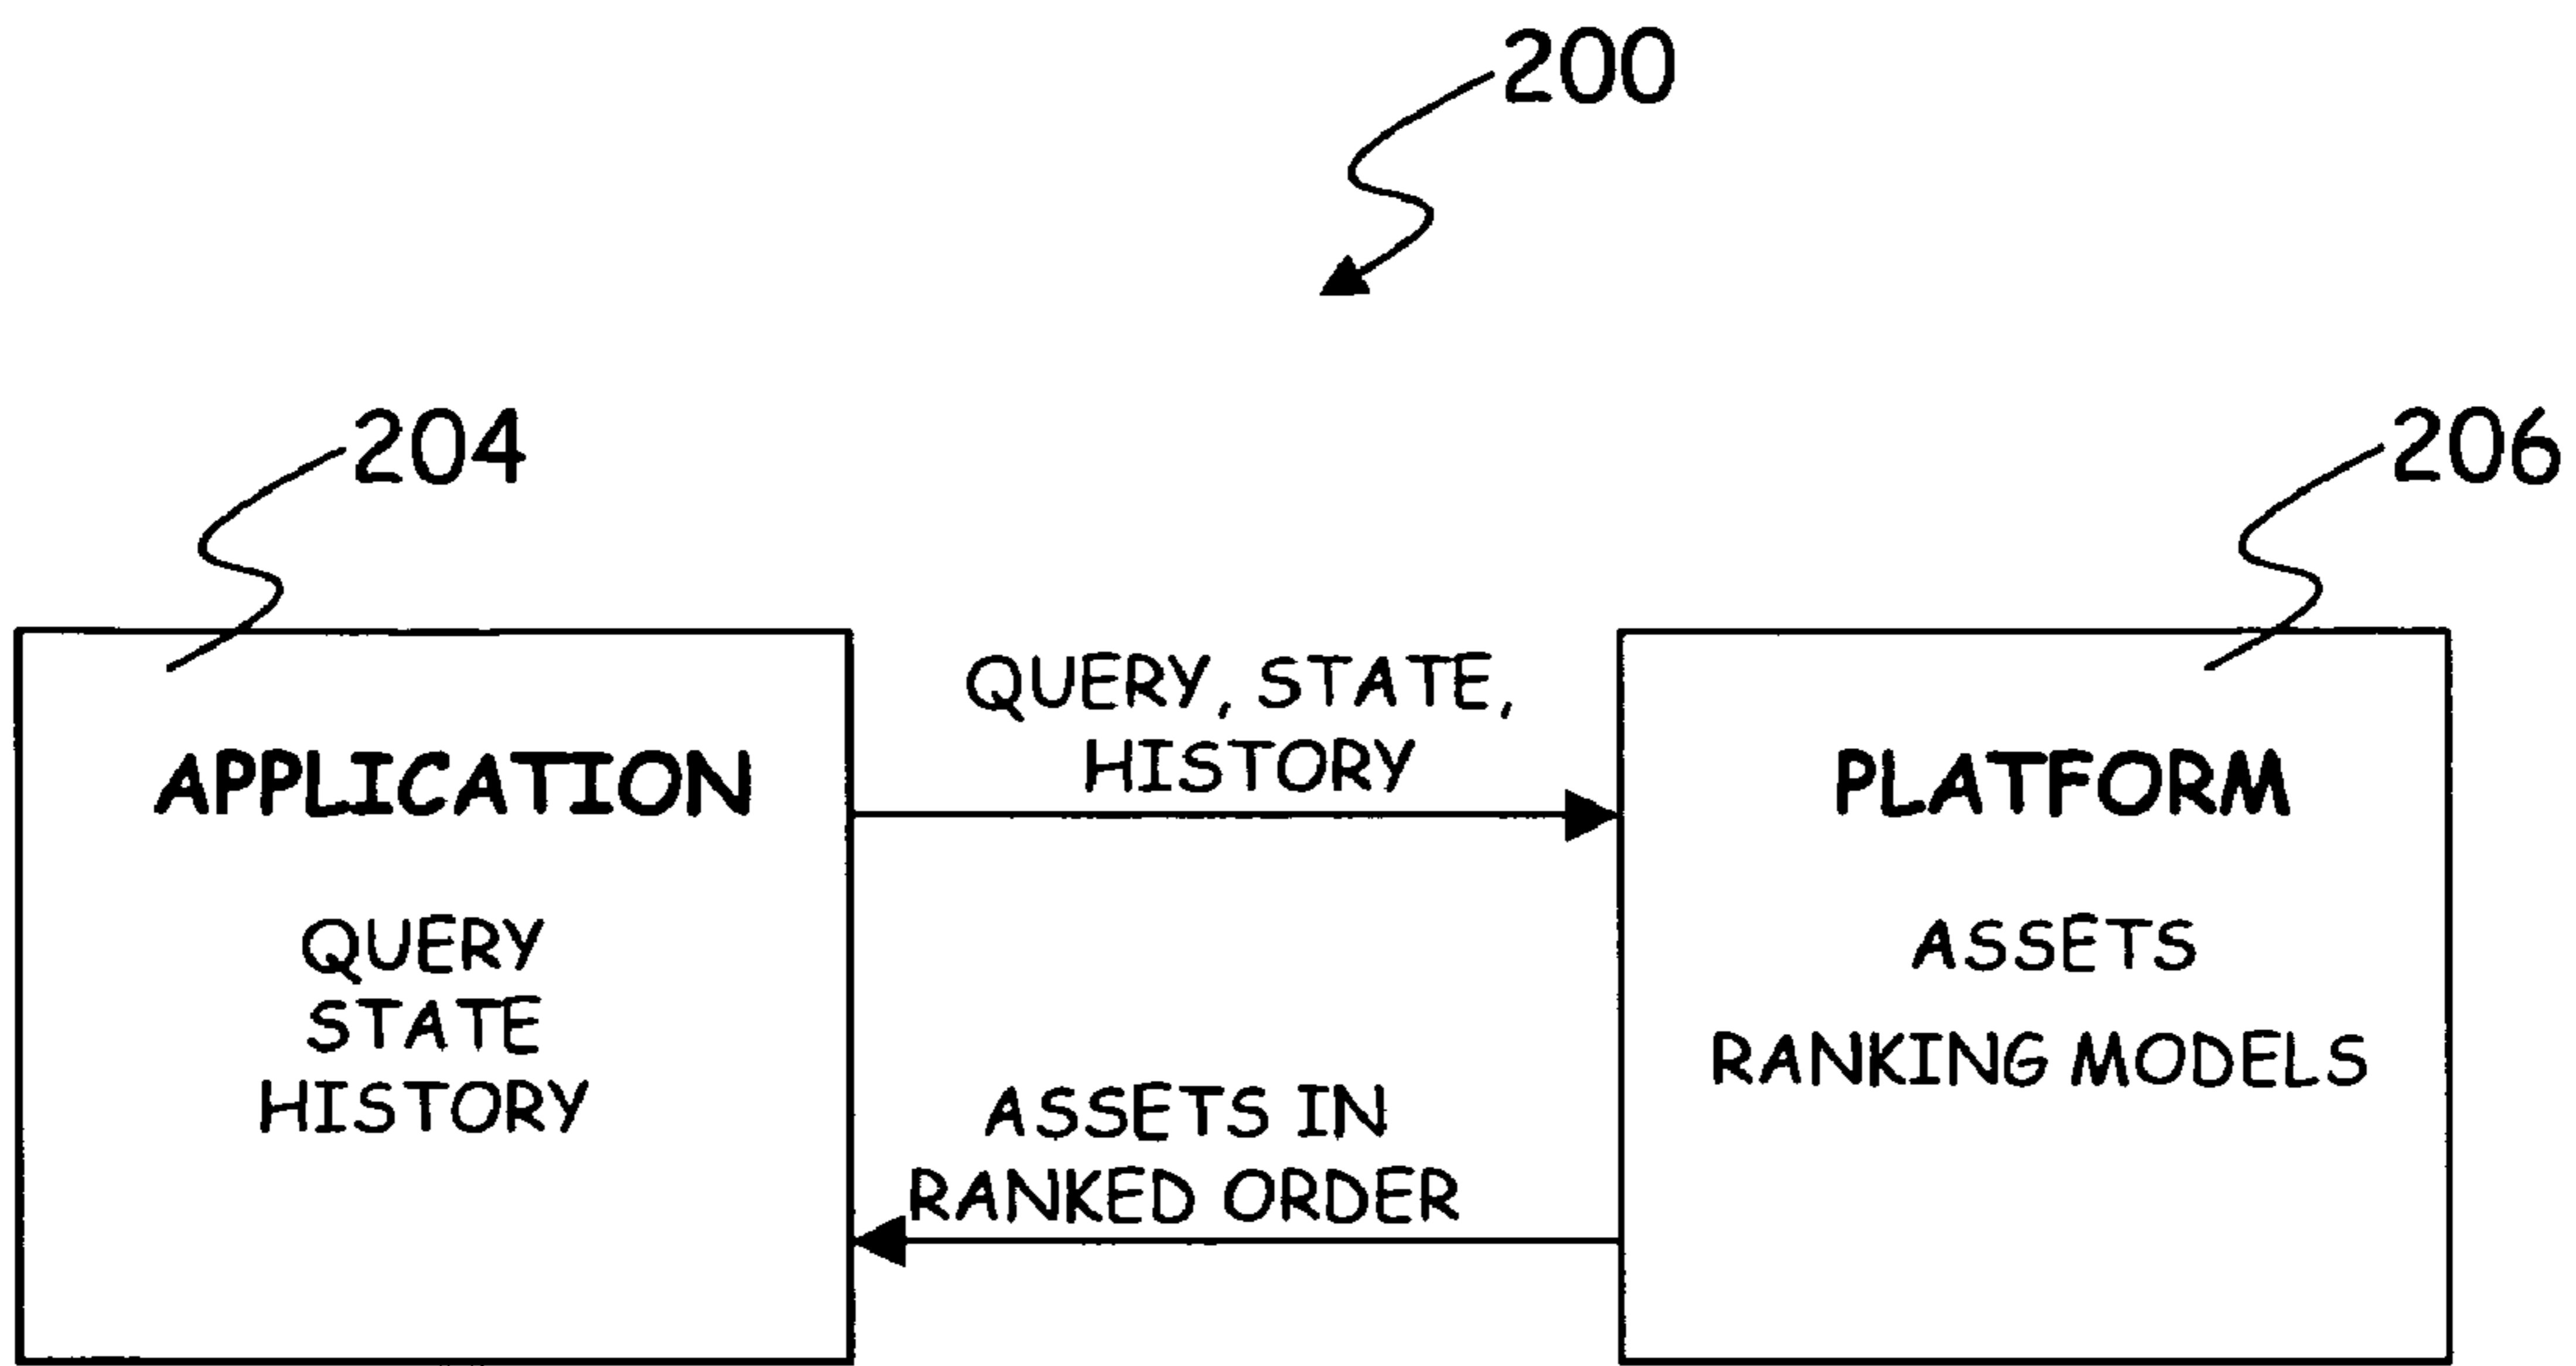 200
204
206
APPLICATION
QUERY
STATE
HISTORY
QUERY, STATE,
HISTORY
ASSETS IN
RANKED ORDER
PLATFORM
ASSETS
RANKING MODELS